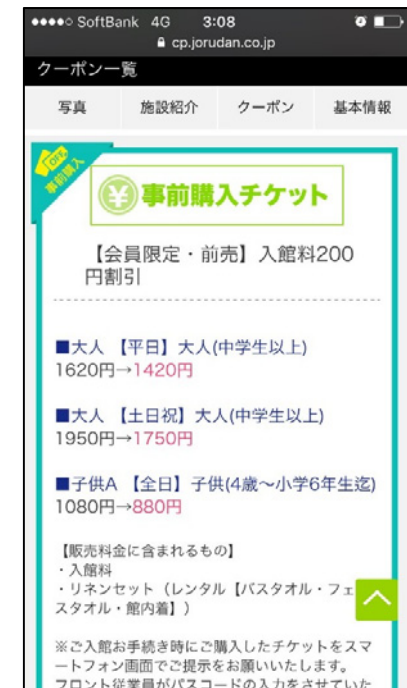 SoftBank 4G 3:08
cp.jorudan.co.jp
クーポン一覧
写真 施設紹介 クーポン 基本情報
OFF
事前購入
¥ 事前購入チケット
【会員限定・前売】入館料200
円割引
■大人 【平日】大人(中学生以上)
1620円→1420円
■大人 【土日祝】大人(中学生以上)
1950円→1750円
■子供A 【全日】子供(4歳〜小学6年生迄)
1080円→880円
【販売料金に含まれるもの】
・入館料
・リネンセット（レンタル【バスタオル・フェ
スタオル・館内着】）
※ご入館お手続き時にご購入したチケットをスマ
ートフォン画面でご提示をお願いいたします。
フロント従業員がパスコードの入力をさせていた